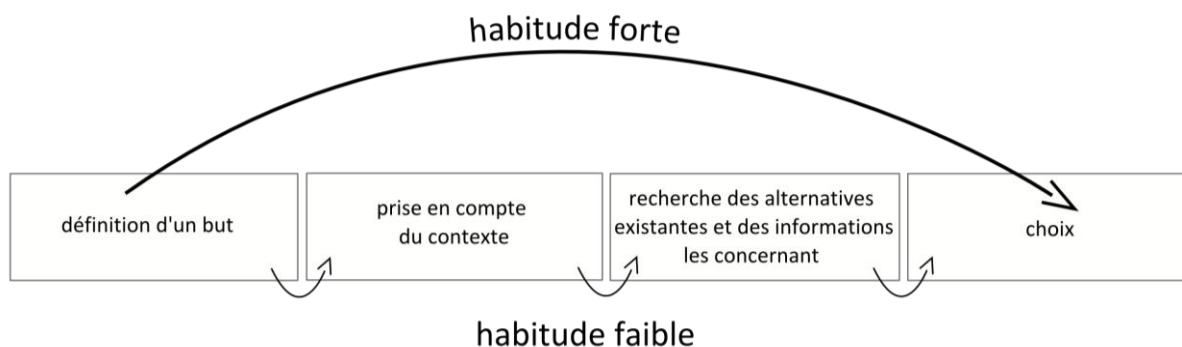 habitude forte
définition d'un but
prise en compte
du contexte
recherche des alternatives
existantes et des informations
les concernant
choix
habitude faible